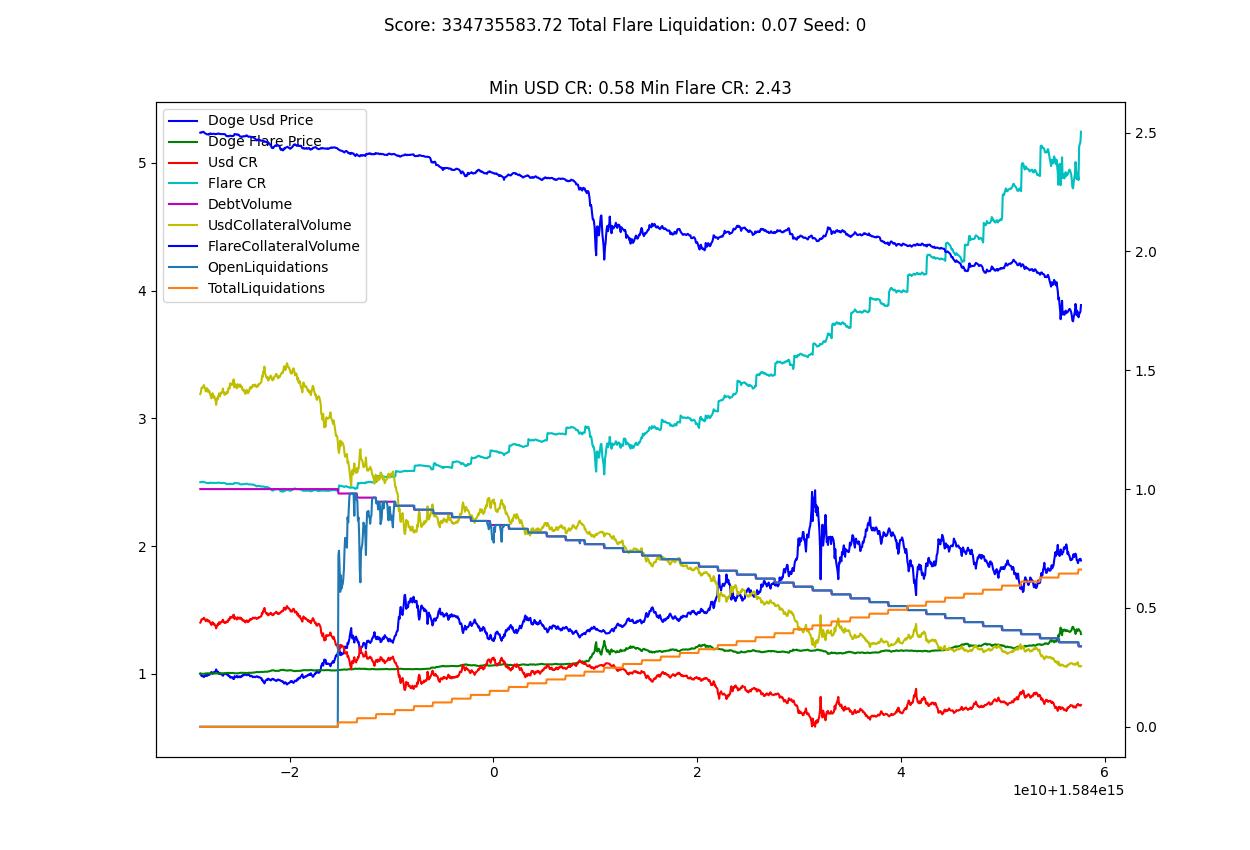 Score: 334735583.72 Total Flare Liquidation: 0.07 Seed: 0
Min USD CR: 0.58 Min Flare CR: 2.43
Doge Usd Price
Doge Flare Price
Usd CR
Flare CR
DebtVolume
UsdCollateralVolume
FlareCollateralVolume
OpenLiquidations
TotalLiquidations
5
4
3
2
1
2.5
2.0
1.5
1.0
0.5
0.0
−2
0
2
4
6
1e10+1.584e15